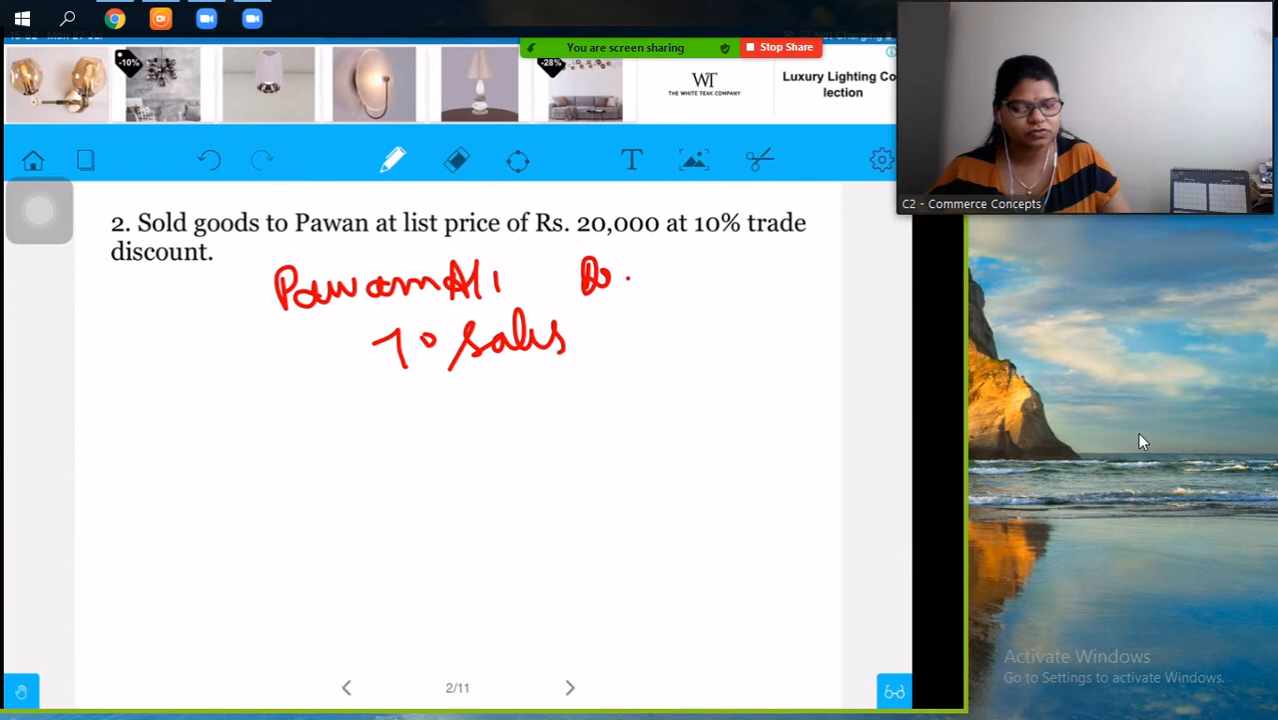 You are screen sharing
Stop Share
-10%
-28%
WT
THE WHITE TEAK COMPANY
Luxury Lighting Co
llection
T
C2 - Commerce Concepts
2. Sold goods to Pawan at list price of Rs. 20,000 at 10% trade
discount.
Pawan A/c Dr.
To Sales
2/11
Activate Windows
Go to Settings to activate Windows.